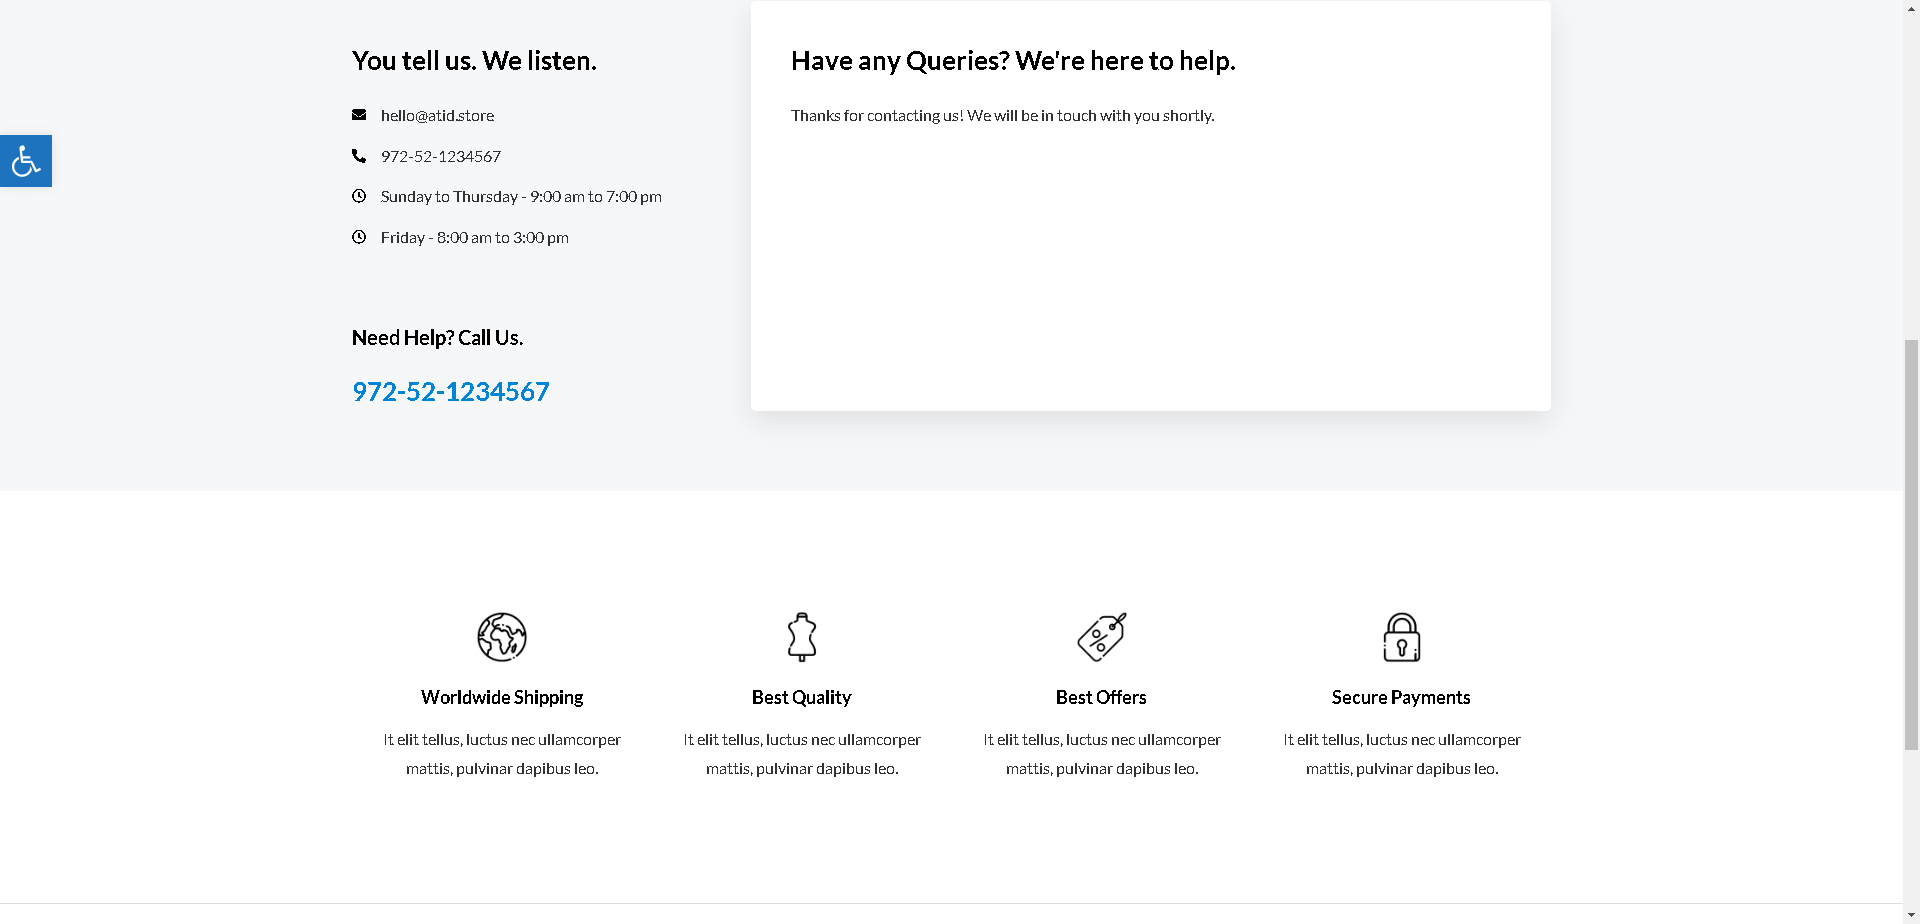 You tell us. We listen.
hello@atid.store
972-52-1234567
Sunday to Thursday - 9:00 am to 7:00 pm
Friday - 8:00 am to 3:00 pm
Need Help? Call Us.
972-52-1234567
Have any Queries? We're here to help.
Thanks for contacting us! We will be in touch with you shortly.
Worldwide Shipping
It elit tellus, luctus nec ullamcorper
mattis, pulvinar dapibus leo.
Best Quality
It elit tellus, luctus nec ullamcorper
mattis, pulvinar dapibus leo.
Best Offers
It elit tellus, luctus nec ullamcorper
mattis, pulvinar dapibus leo.
Secure Payments
It elit tellus, luctus nec ullamcorper
mattis, pulvinar dapibus leo.